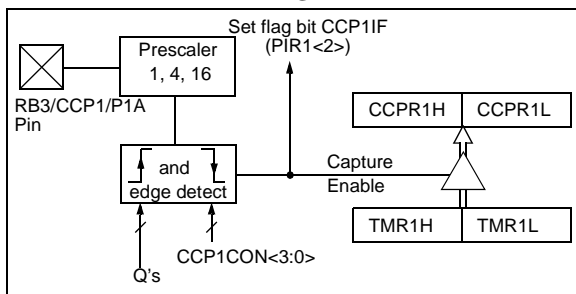 Set flag bit CCP1IF
(PIR1<2>)
Prescaler
1, 4, 16
RB3/CCP1/P1A
Pin
CCPR1H CCPR1L
and
edge detect
Capture
Enable
TMR1H TMR1L
CCP1CON<3:0>
Q's